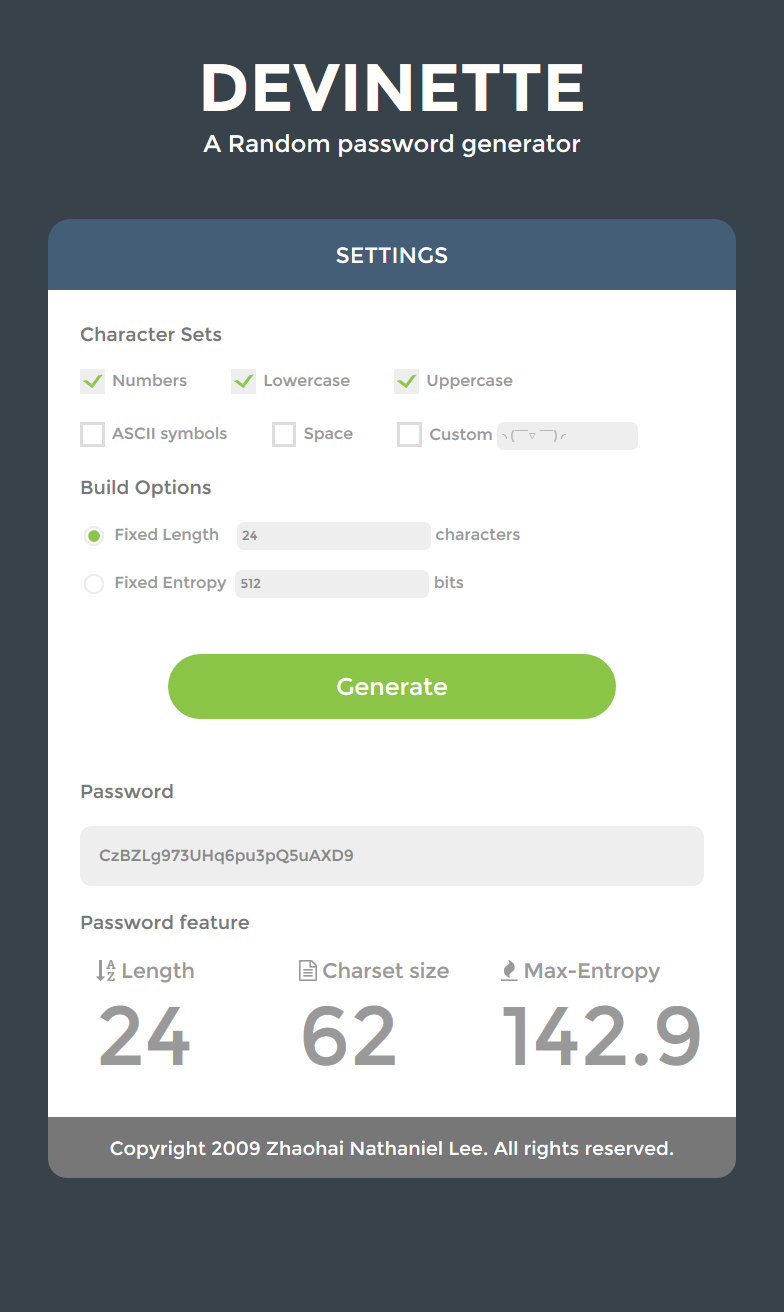 DEVINETTE
A Random password generator
SETTINGS
Character Sets
Numbers Lowercase Uppercase
ASCII symbols Space Custom ヽ(￣▽￣)ノ
Build Options
Fixed Length 24 characters
Fixed Entropy 512 bits
Generate
Password
CzBZLg973UHq6pu3pQ5uAXD9
Password feature
Length Charset size Max-Entropy
24 62 142.9
Copyright 2009 Zhaohai Nathaniel Lee. All rights reserved.